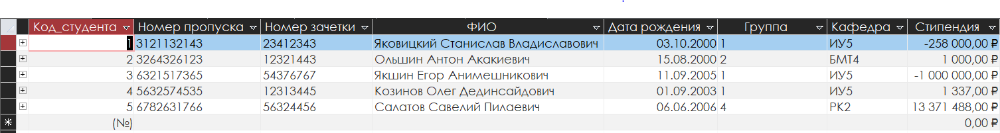 Код_студента Номер пропуска Номер зачетки ФИО Дата рождения Группа Кафедра Стипендия
1 3121132143 23412343 Яковицкий Станислав Владиславович 03.10.2000 1 ИУ5 -258 000,00 ₽
2 3264326123 12321443 Ольшин Антон Акакиевич 15.08.2000 2 БМТ4 1 000,00 ₽
3 6321517365 54376767 Якшин Егор Анимешникович 11.09.2005 1 ИУ5 -1 000 000,00 ₽
4 5632574535 12313445 Козинов Олег Дединсайдович 01.09.2003 1 ИУ5 1 337,00 ₽
5 6782631766 56324456 Салатов Савелий Пилаевич 06.06.2006 4 РК2 13 371 488,00 ₽
(№) 0,00 ₽